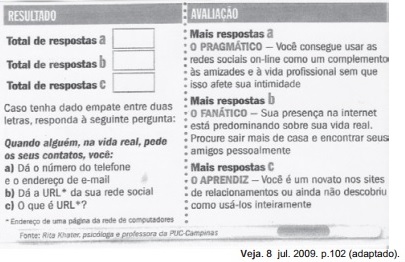 RESULTADO
Total de respostas a
Total de respostas b
Total de respostas c
Caso tenha dado empate entre duas
letras, responda à seguinte pergunta:
Quando alguém, na vida real, pede
os seus contatos, você:
a) Dá o número do telefone
e o endereço de e-mail
b) Dá a URL* da sua rede social
c) O que é URL*?
* Endereço de uma página da rede de computadores
Fonte: Rita Khater, psicóloga e professora da PUC-Campinas
AVALIAÇÃO
Mais respostas a
O PRAGMÁTICO — Você consegue usar as
redes sociais on-line como um complemento
às amizades e à vida profissional sem que
isso afete sua intimidade
Mais respostas b
O FANÁTICO — Sua presença na internet
está predominando sobre sua vida real.
Procure sair mais de casa e encontrar seus
amigos pessoalmente
Mais respostas c
O APRENDIZ — Você é um novato nos sites
de relacionamentos ou ainda não descobriu
como usá-los inteiramente
Veja. 8 jul. 2009. p.102 (adaptado).